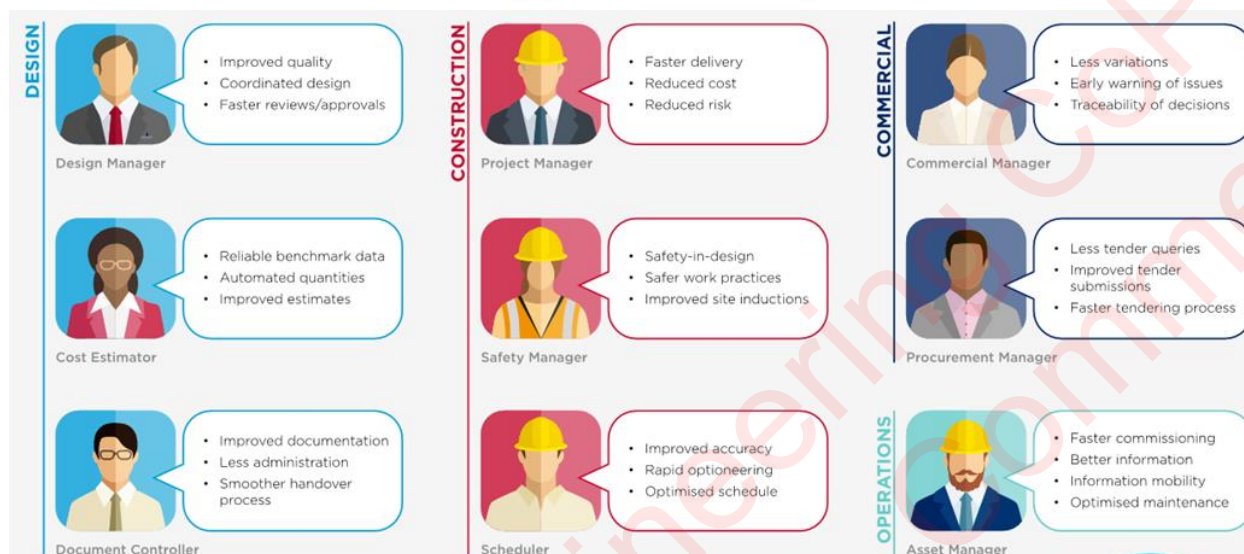 DESIGN
• Improved quality
• Coordinated design
• Faster reviews/approvals
Design Manager
• Reliable benchmark data
• Automated quantities
• Improved estimates
Cost Estimator
• Improved documentation
• Less administration
• Smoother handover
process
Document Controller
CONSTRUCTION
• Faster delivery
• Reduced cost
• Reduced risk
Project Manager
• Safety-in-design
• Safer work practices
• Improved site inductions
Safety Manager
• Improved accuracy
• Rapid optioneering
• Optimised schedule
Scheduler
COMMERCIAL
• Less variations
• Early warning of issues
• Traceability of decisions
Commercial Manager
• Less tender queries
• Improved tender
submissions
• Faster tendering process
Procurement Manager
OPERATIONS
• Faster commissioning
• Better information
• Information mobility
• Optimised maintenance
Asset Manager